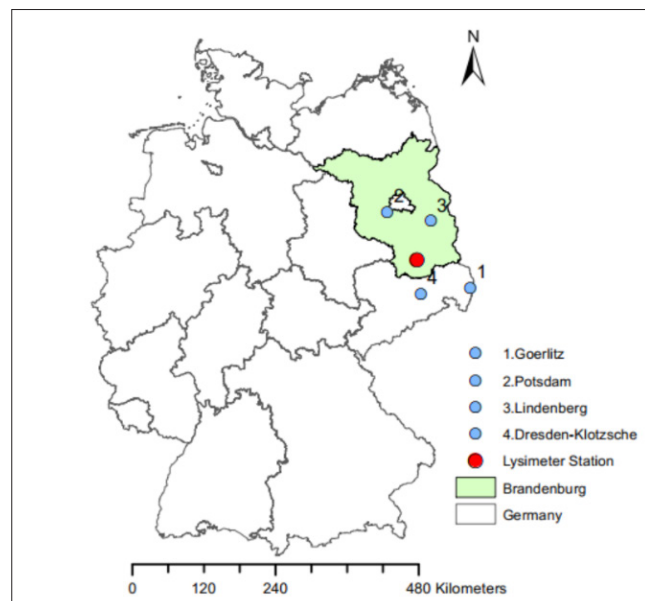 N
2
3
1
4
1.Goerlitz
2.Potsdam
3.Lindenberg
4.Dresden-Klotzsche
Lysimeter Station
Brandenburg
Germany
0 120 240 480 Kilometers